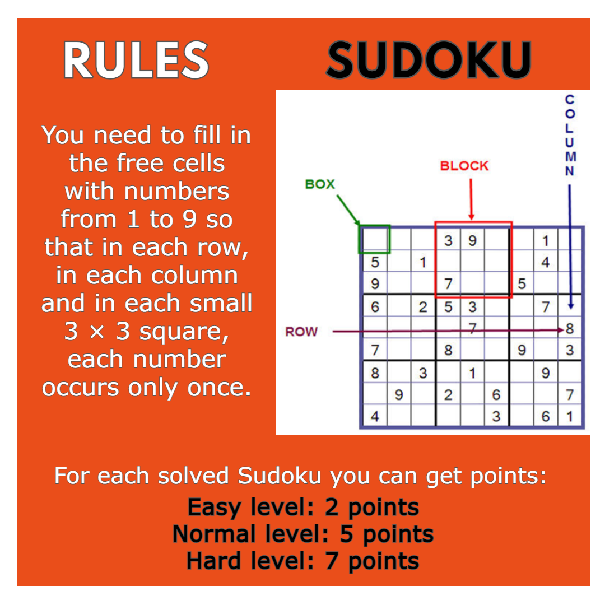 RULES
SUDOKU
You need to fill in
the free cells
with numbers
from 1 to 9 so
that in each row,
in each column
and in each small
3 × 3 square,
each number
occurs only once.
COLUMN
BLOCK
BOX
ROW
3 9 1
5 1 4
9 7 5
6 2 5 3 7
7 8
7 8 9 3
8 3 1 9
9 2 6 7
4 3 6 1
For each solved Sudoku you can get points:
Easy level: 2 points
Normal level: 5 points
Hard level: 7 points